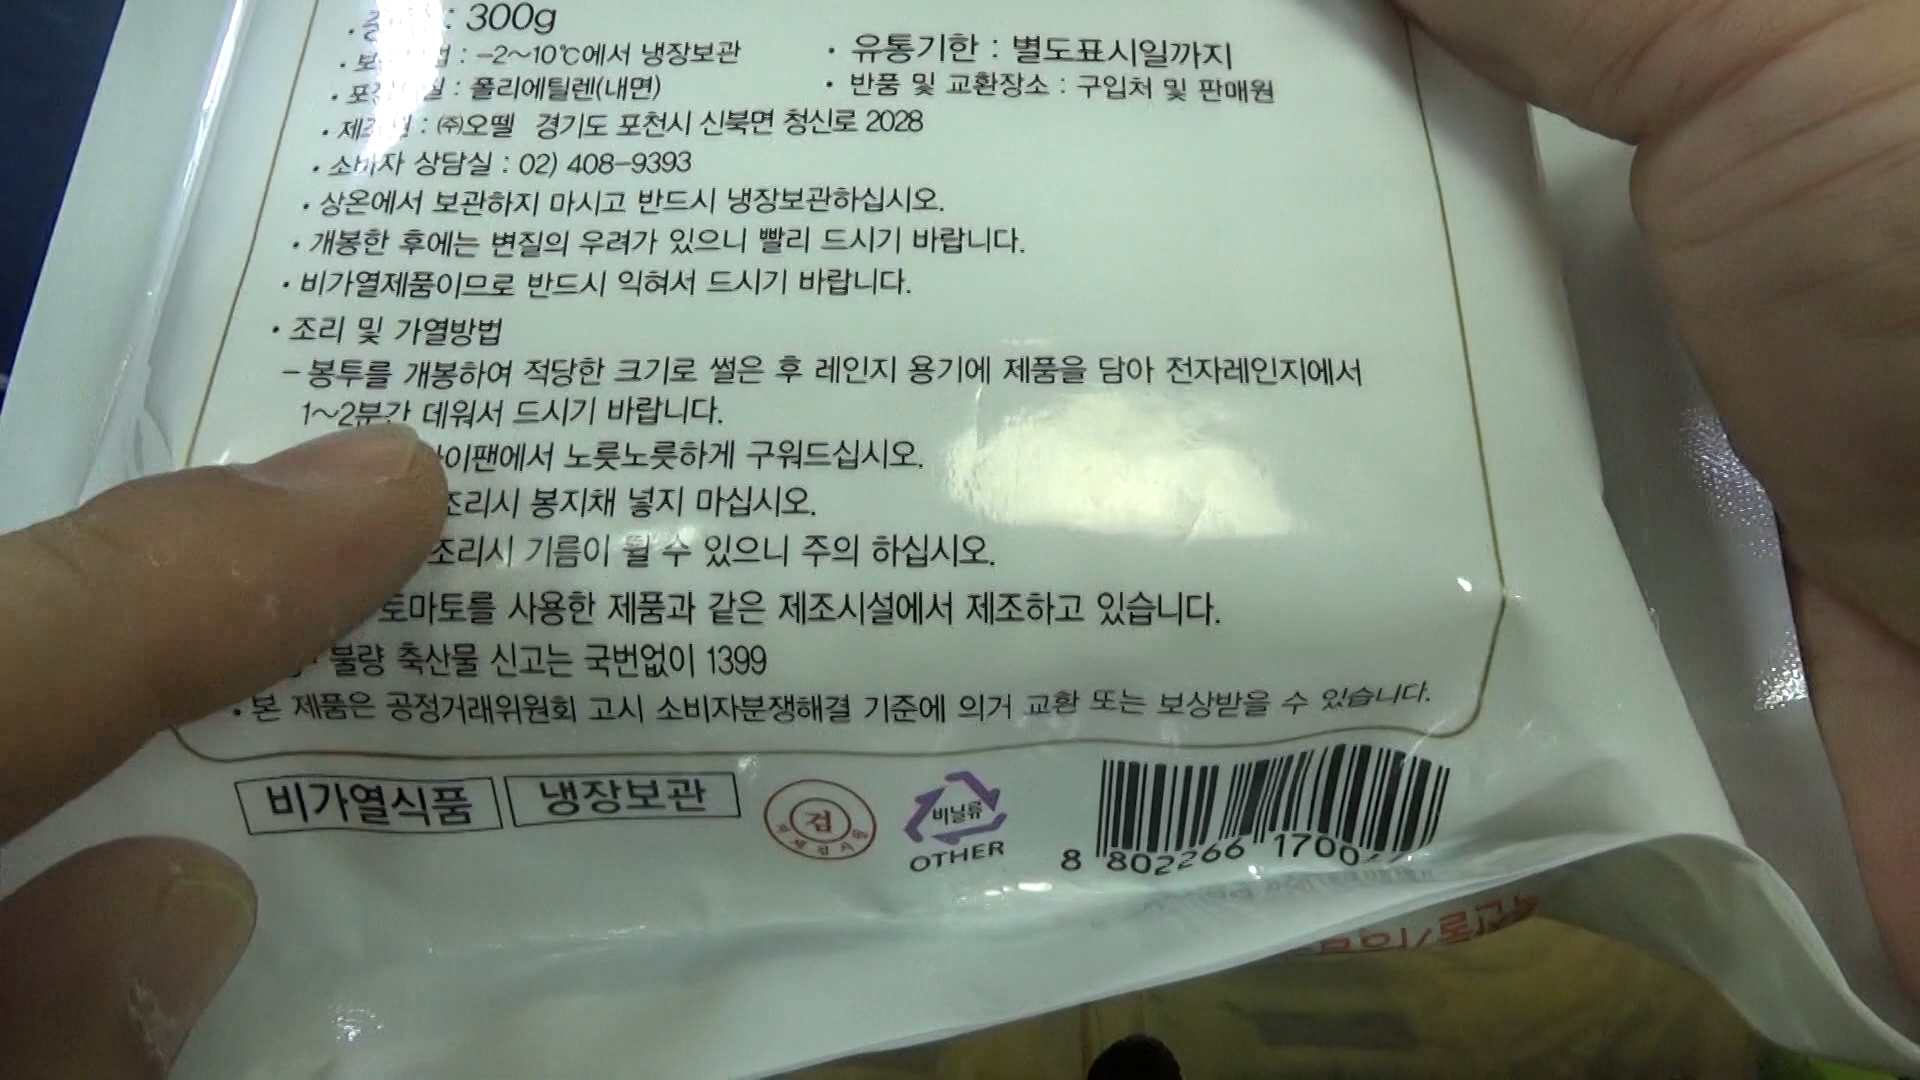 : 300g
: -2~10℃에서 냉장보관
· 유통기한 : 별도표시일까지
: 폴리에틸렌(내면)
· 반품 및 교환장소 : 구입처 및 판매원
: ㈜오뗄 경기도 포천시 신북면 청신로 2028
· 소비자 상담실 : 02) 408-9393
· 상온에서 보관하지 마시고 반드시 냉장보관하십시오.
· 개봉한 후에는 변질의 우려가 있으니 빨리 드시기 바랍니다.
· 비가열제품이므로 반드시 익혀서 드시기 바랍니다.
· 조리 및 가열방법
- 봉투를 개봉하여 적당한 크기로 썰은 후 레인지 용기에 제품을 담아 전자레인지에서
1~2분간 데워서 드시기 바랍니다.
이팬에서 노릇노릇하게 구워드십시오.
조리시 봉지채 넣지 마십시오.
조리시 기름이 튈 수 있으니 주의 하십시오.
토마토를 사용한 제품과 같은 제조시설에서 제조하고 있습니다.
· 불량 축산물 신고는 국번없이 1399
· 본 제품은 공정거래위원회 고시 소비자분쟁해결 기준에 의거 교환 또는 보상받을 수 있습니다.
비가열식품 냉장보관
검
비닐류
OTHER
8 802266 1700